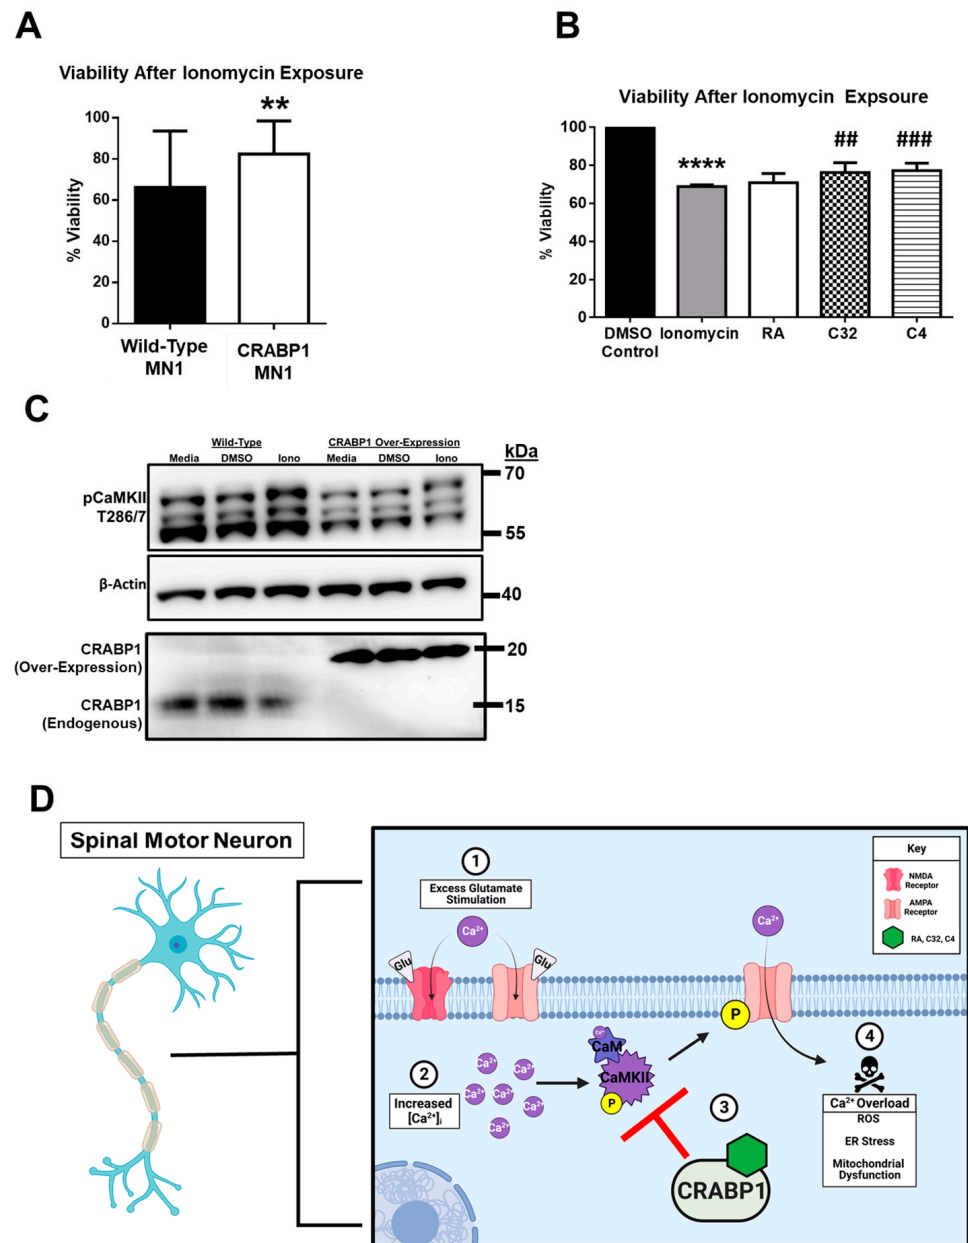 A
Viability After Ionomycin Exposure
**
% Viability
100
80
60
40
20
0
Wild-Type
MN1
CRABP1
MN1
B
Viability After Ionomycin Expsoure
****
##
###
% Viability
100
80
60
40
20
0
DMSO
Control
Ionomycin
RA
C32
C4
C
Wild-Type
CRABP1 Over-Expression
kDa
Media
DMSO
Iono
Media
DMSO
Iono
pCaMKII
T286/7
70
55
β-Actin
40
CRABP1
(Over-Expression)
20
CRABP1
(Endogenous)
15
D
Spinal Motor Neuron
1
Excess Glutamate
Stimulation
Ca²⁺
Glu
Glu
Ca²⁺
Key
NMDA
Receptor
AMPA
Receptor
RA, C32, C4
P
2
Increased
[Ca²⁺]ᵢ
Ca²⁺
Ca²⁺
Ca²⁺
Ca²⁺
Ca²⁺
Ca²⁺
Ca²⁺
CaM
CaMKII
P
3
CRABP1
4
Ca²⁺ Overload
ROS
ER Stress
Mitochondrial
Dysfunction